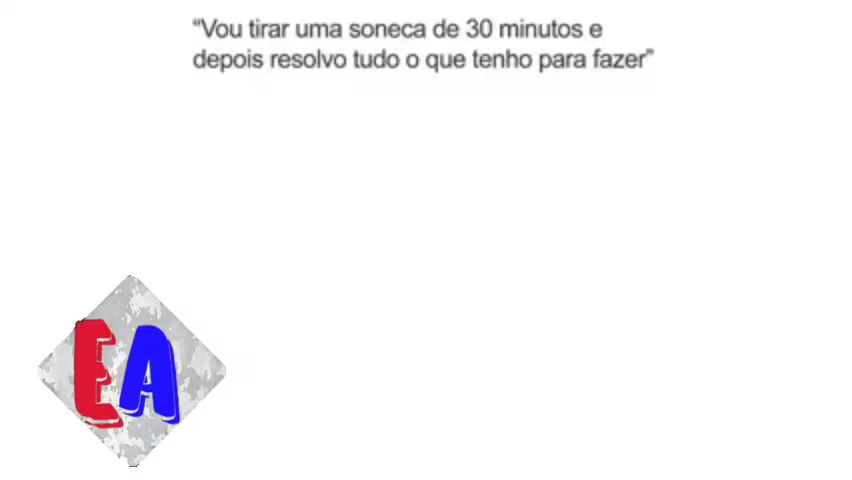 “Vou tirar uma soneca de 30 minutos e
depois resolvo tudo o que tenho para fazer”
EA